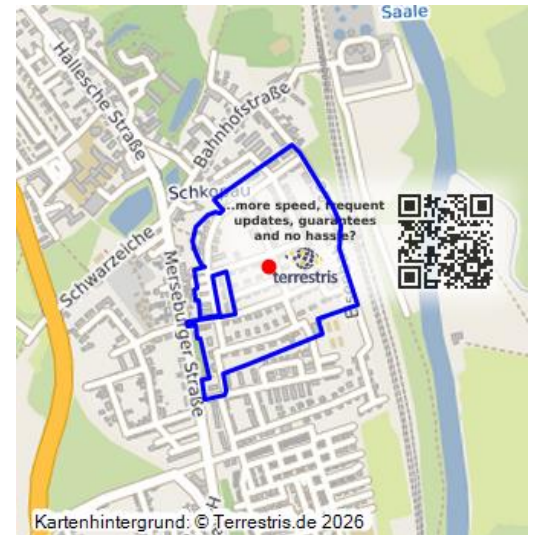 Saale
Hallesche Straße
Bahnhofstraße
Schkopau
...more speed, frequent
updates, guarantees
and no hassle?
terrestris
Schwarzeiche
Merseburger Straße
Kartenhintergrund: © Terrestris.de 2026